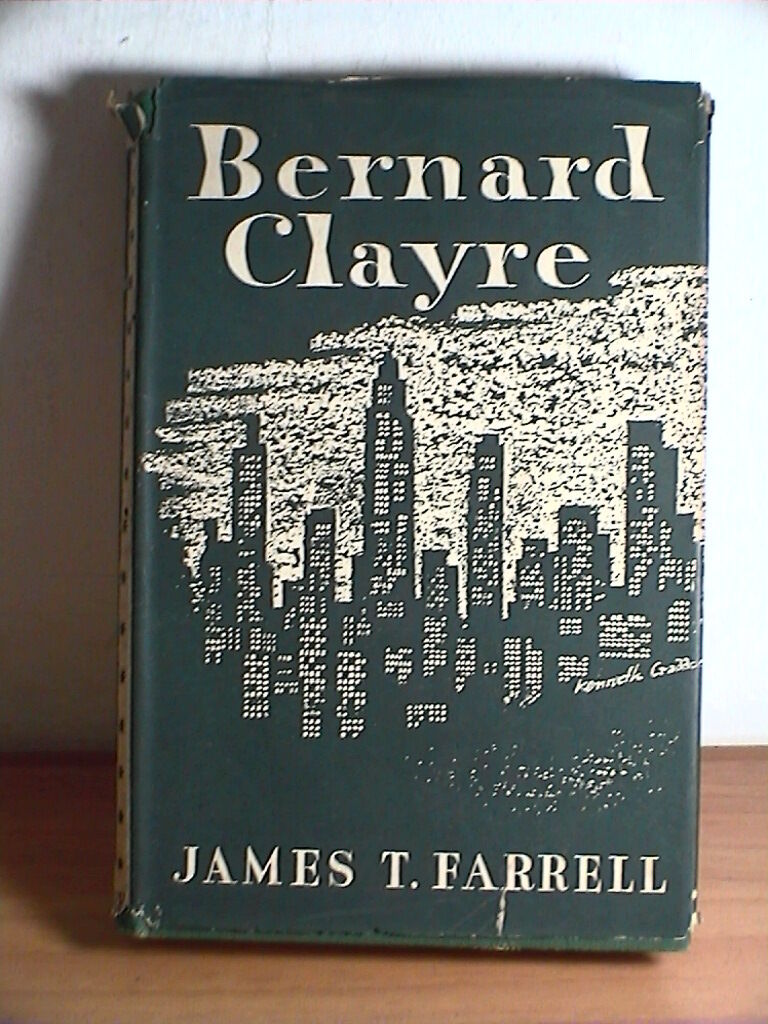 Bernard
Clayre
Kenneth
JAMES T. FARRELL